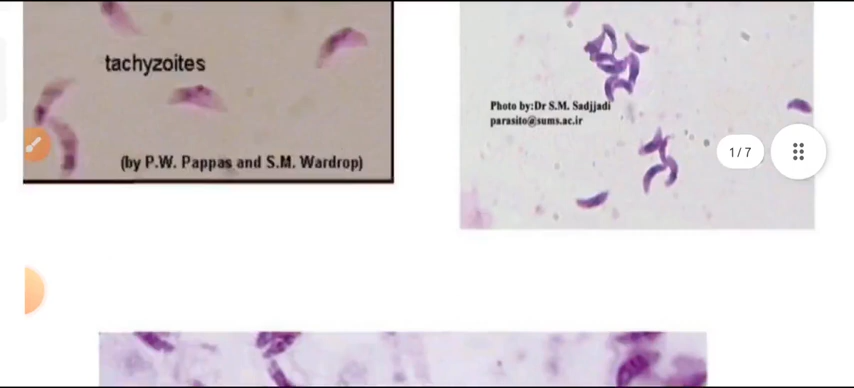 tachyzoites
(by P.W. Pappas and S.M. Wardrop)
Photo by:Dr S.M. Sadjjadi
parasito@sums.ac.ir
1/7